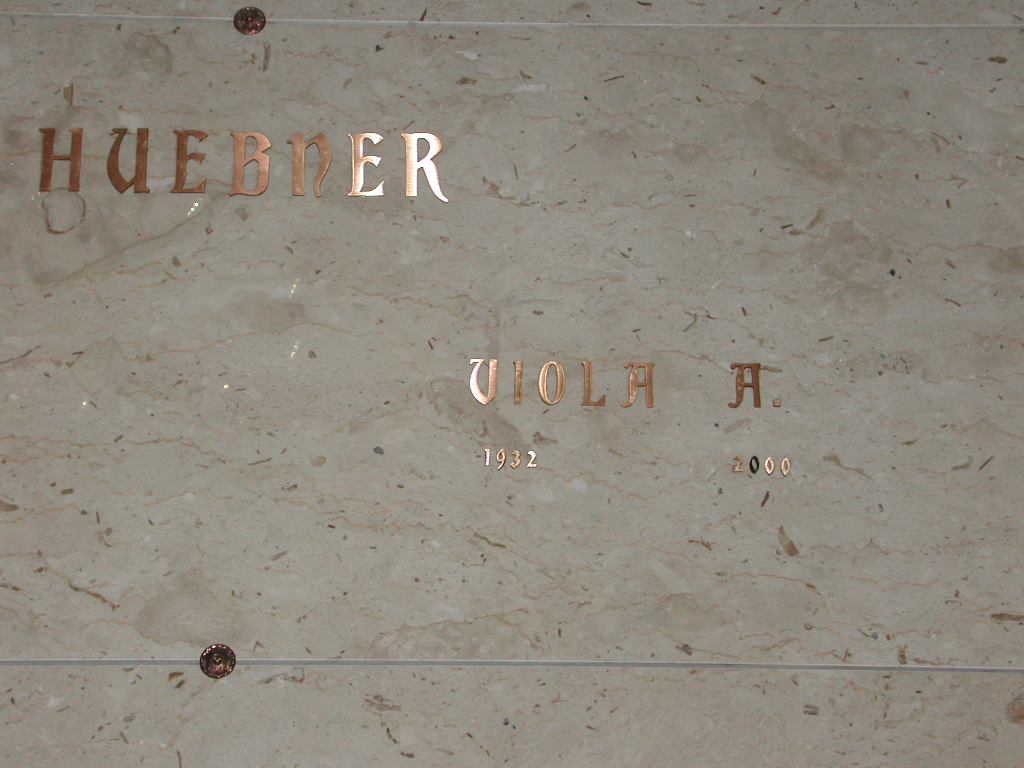 HUEBNER
VIOLA A.
1932 2000